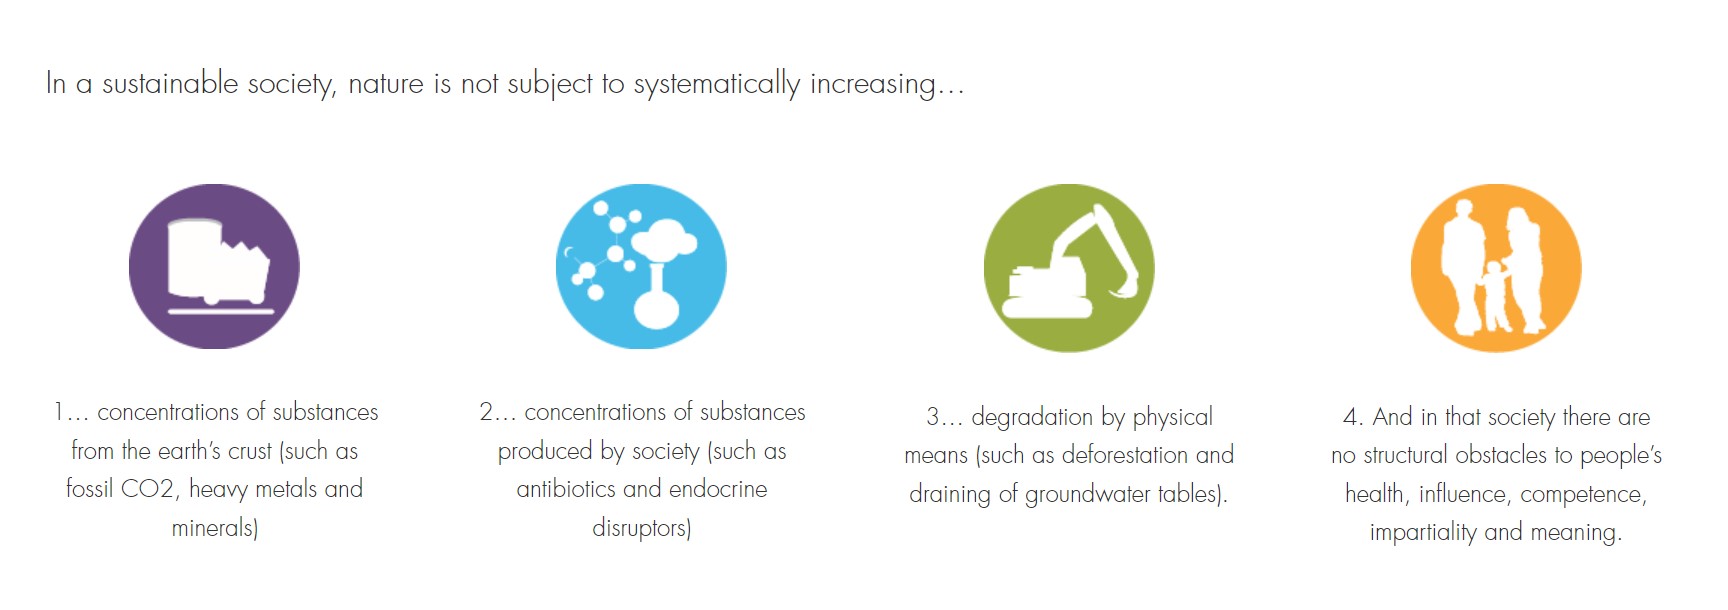 In a sustainable society, nature is not subject to systematically increasing…
1… concentrations of substances
from the earth’s crust (such as
fossil CO2, heavy metals and
minerals)
2… concentrations of substances
produced by society (such as
antibiotics and endocrine
disruptors)
3… degradation by physical
means (such as deforestation and
draining of groundwater tables).
4. And in that society there are
no structural obstacles to people’s
health, influence, competence,
impartiality and meaning.